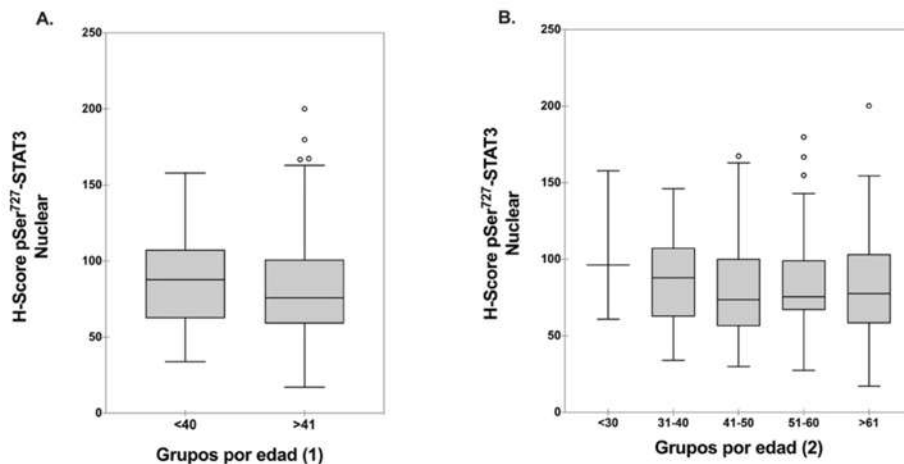 A.
250
200
150
100
50
0
H-Score pSer727-STAT3
Nuclear
<40
>41
Grupos por edad (1)
B.
250
200
150
100
50
0
H-Score pSer727-STAT3
Nuclear
<30
31-40
41-50
51-60
>61
Grupos por edad (2)